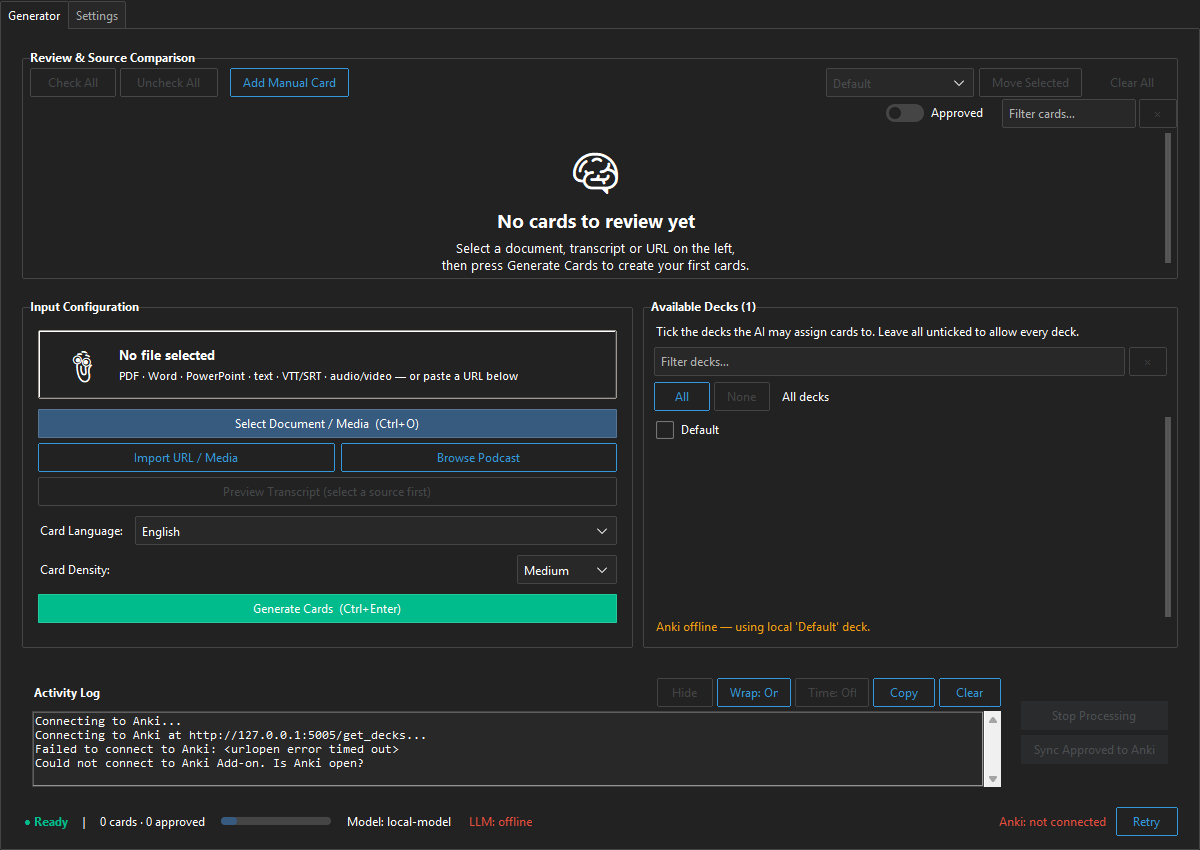 Generator Settings
Review & Source Comparison
Check All Uncheck All Add Manual Card Default Move Selected Clear All
Approved Filter cards... ×
No cards to review yet
Select a document, transcript or URL on the left,
then press Generate Cards to create your first cards.
Input Configuration
No file selected
PDF · Word · PowerPoint · text · VTT/SRT · audio/video — or paste a URL below
Select Document / Media (Ctrl+O)
Import URL / Media Browse Podcast
Preview Transcript (select a source first)
Card Language: English
Card Density: Medium
Generate Cards (Ctrl+Enter)
Available Decks (1)
Tick the decks the AI may assign cards to. Leave all unticked to allow every deck.
Filter decks... ×
All None All decks
Default
Anki offline — using local 'Default' deck.
Activity Log Hide Wrap: On Time: Off Copy Clear
Connecting to Anki...
Connecting to Anki at http://127.0.0.1:5005/get_decks...
Failed to connect to Anki: <urlopen error timed out>
Could not connect to Anki Add-on. Is Anki open?
Stop Processing
Sync Approved to Anki
● Ready | 0 cards · 0 approved Model: local-model LLM: offline Anki: not connected Retry